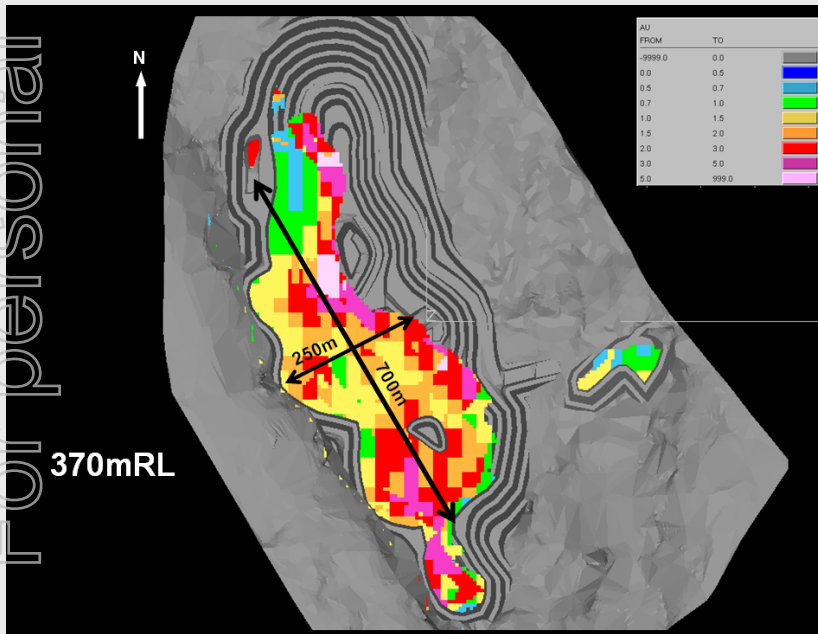 For personal
N
AU
FROM TO
-9999.0 0.0
0.0 0.5
0.5 0.7
0.7 1.0
1.0 1.5
1.5 2.0
2.0 3.0
3.0 5.0
5.0 999.0
250m
700m
370mRL